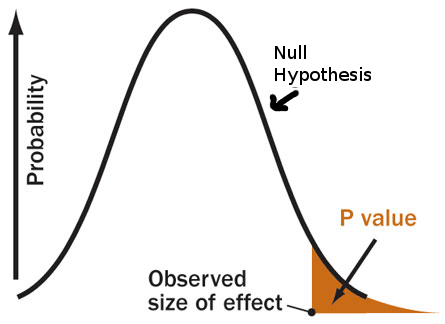 Probability
Null
Hypothesis
P value
Observed
size of effect